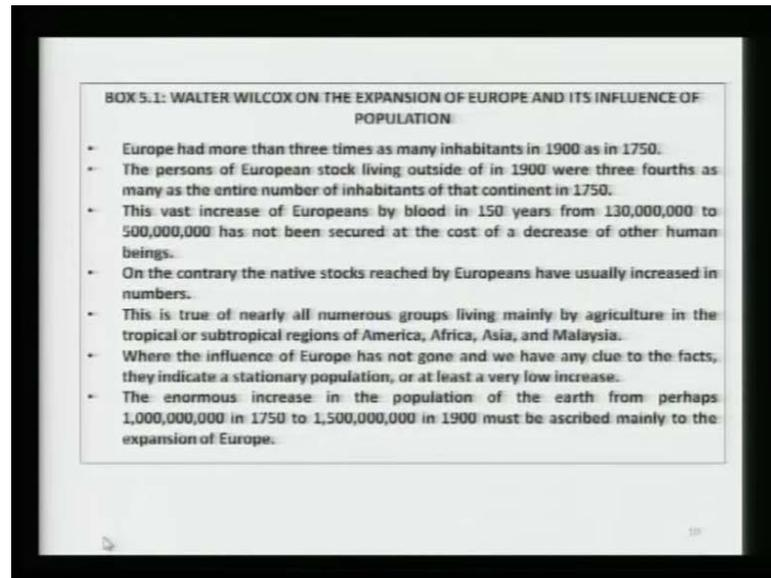 BOX 5.1: WALTER WILCOX ON THE EXPANSION OF EUROPE AND ITS INFLUENCE OF
POPULATION
- Europe had more than three times as many inhabitants in 1900 as in 1750.
- The persons of European stock living outside of in 1900 were three fourths as
many as the entire number of inhabitants of that continent in 1750.
- This vast increase of Europeans by blood in 150 years from 130,000,000 to
500,000,000 has not been secured at the cost of a decrease of other human
beings.
- On the contrary the native stocks reached by Europeans have usually increased in
numbers.
- This is true of nearly all numerous groups living mainly by agriculture in the
tropical or subtropical regions of America, Africa, Asia, and Malaysia.
- Where the influence of Europe has not gone and we have any clue to the facts,
they indicate a stationary population, or at least a very low increase.
- The enormous increase in the population of the earth from perhaps
1,000,000,000 in 1750 to 1,500,000,000 in 1900 must be ascribed mainly to the
expansion of Europe.